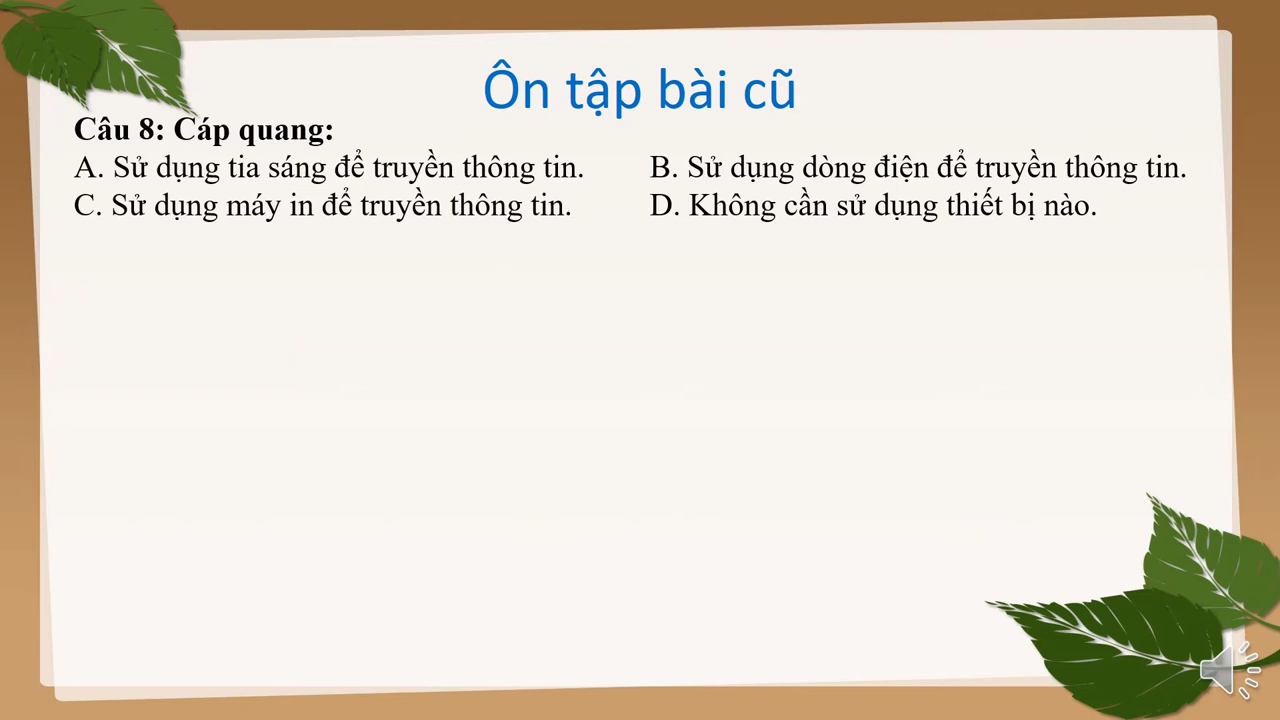 Ôn tập bài cũ
Câu 8: Cáp quang:
A. Sử dụng tia sáng để truyền thông tin. B. Sử dụng dòng điện để truyền thông tin.
C. Sử dụng máy in để truyền thông tin. D. Không cần sử dụng thiết bị nào.